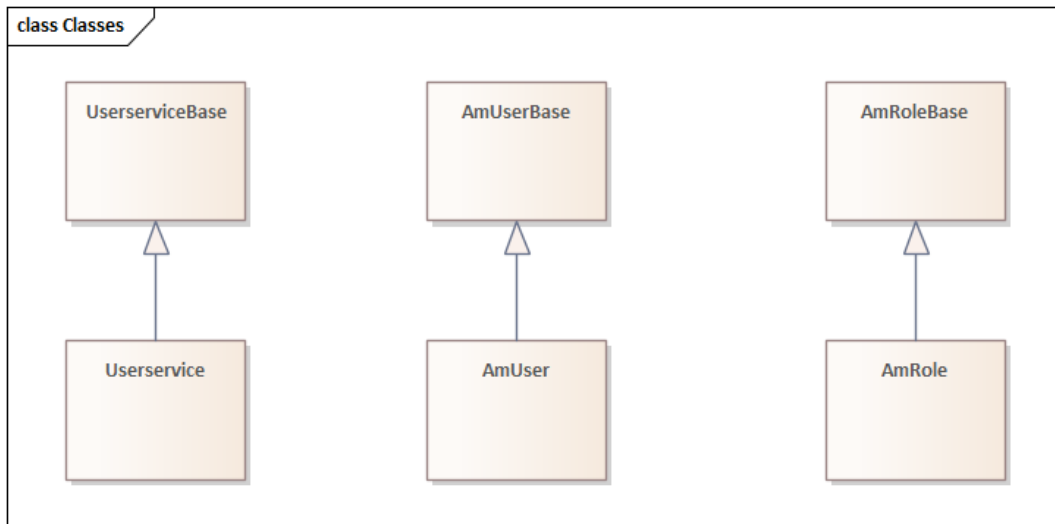 class Classes
UserserviceBase
AmUserBase
AmRoleBase
Userservice
AmUser
AmRole